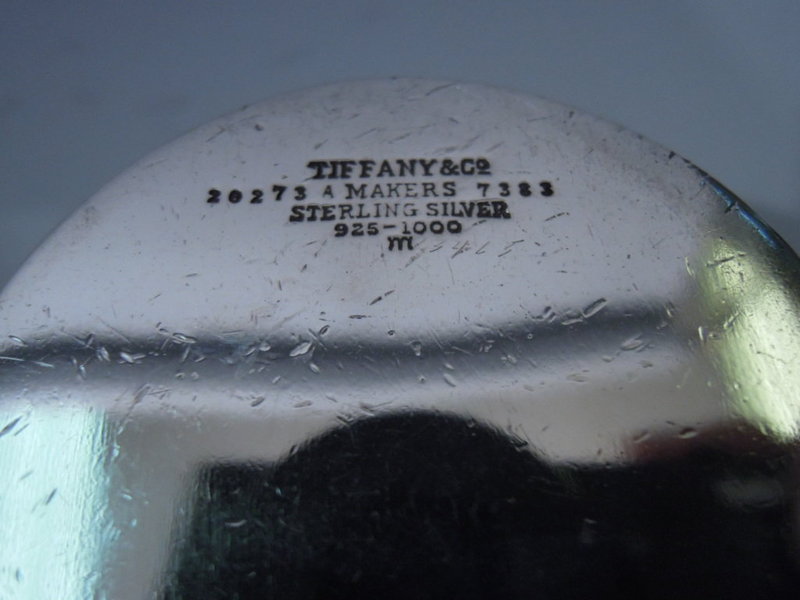 TIFFANY & Co
20273 A MAKERS 7383
STERLING SILVER
925-1000
m